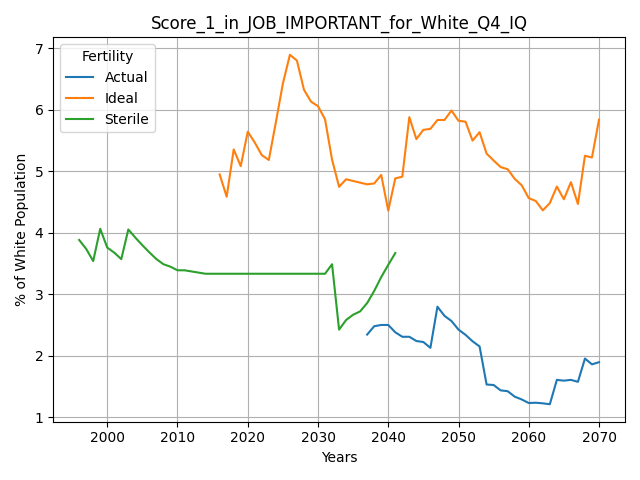 Score_1_in_JOB_IMPORTANT_for_White_Q4_IQ
Fertility
Actual
Ideal
Sterile
% of White Population
7
6
5
4
3
2
1
2000 2010 2020 2030 2040 2050 2060 2070
Years